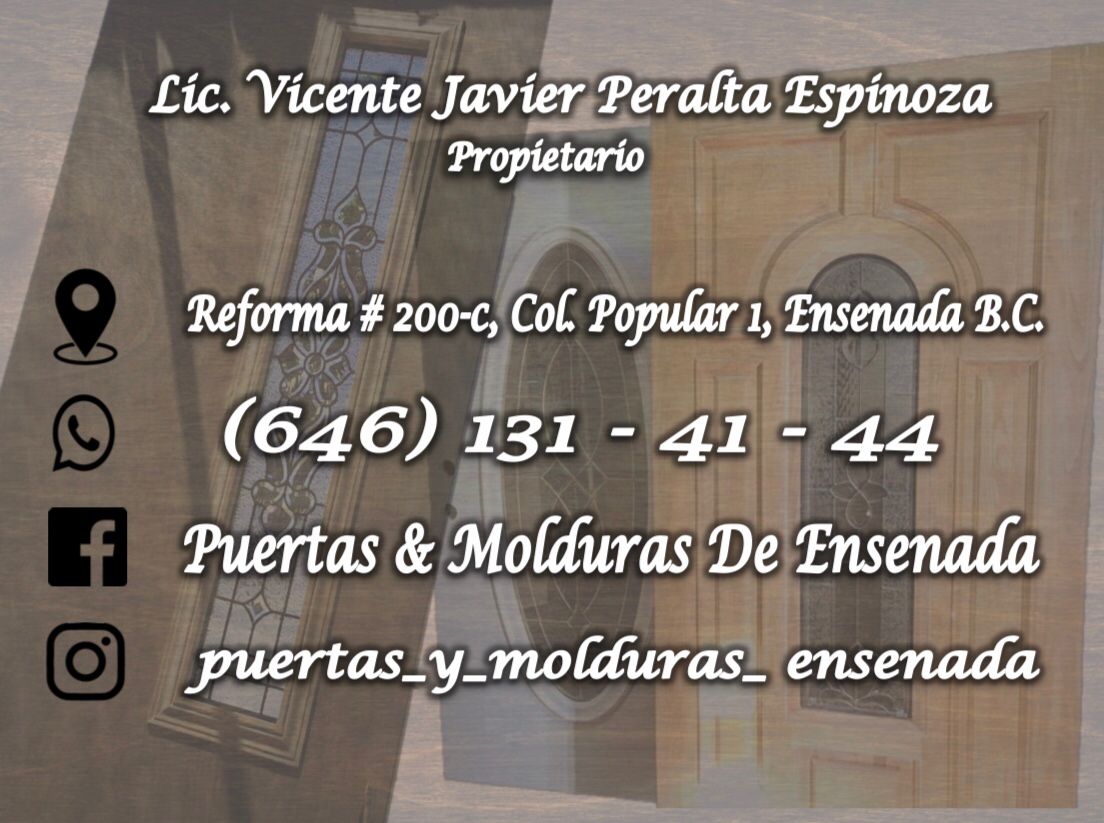 Lic. Vicente Javier Peralta Espinoza
Propietario
Reforma # 200-c, Col. Popular 1, Ensenada B.C.
(646) 131 - 41 - 44
Puertas & Molduras De Ensenada
puertas_y_molduras_ ensenada